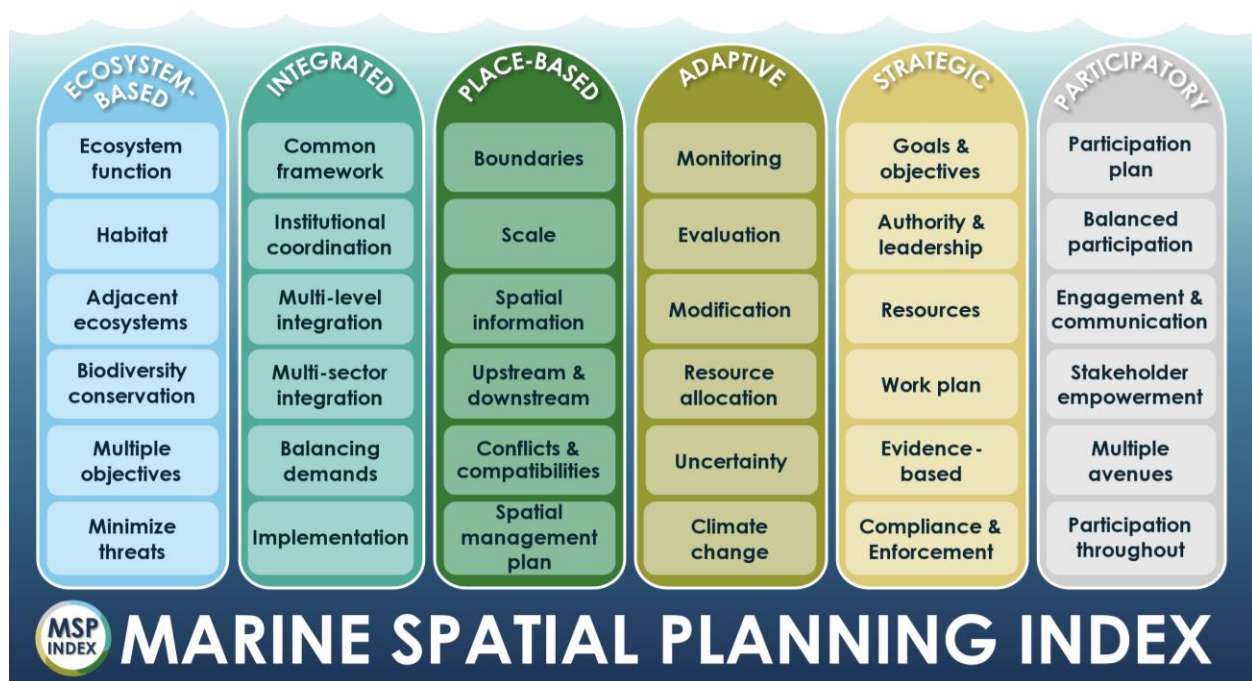 ECOSYSTEM-
BASED
Ecosystem
function
Habitat
Adjacent
ecosystems
Biodiversity
conservation
Multiple
objectives
Minimize
threats
INTEGRATED
Common
framework
Institutional
coordination
Multi-level
integration
Multi-sector
integration
Balancing
demands
Implementation
PLACE-BASED
Boundaries
Scale
Spatial
information
Upstream &
downstream
Conflicts &
compatibilities
Spatial
management
plan
ADAPTIVE
Monitoring
Evaluation
Modification
Resource
allocation
Uncertainty
Climate
change
STRATEGIC
Goals &
objectives
Authority &
leadership
Resources
Work plan
Evidence-
based
Compliance &
Enforcement
PARTICIPATORY
Participation
plan
Balanced
participation
Engagement &
communication
Stakeholder
empowerment
Multiple
avenues
Participation
throughout
MSP
INDEX
MARINE SPATIAL PLANNING INDEX